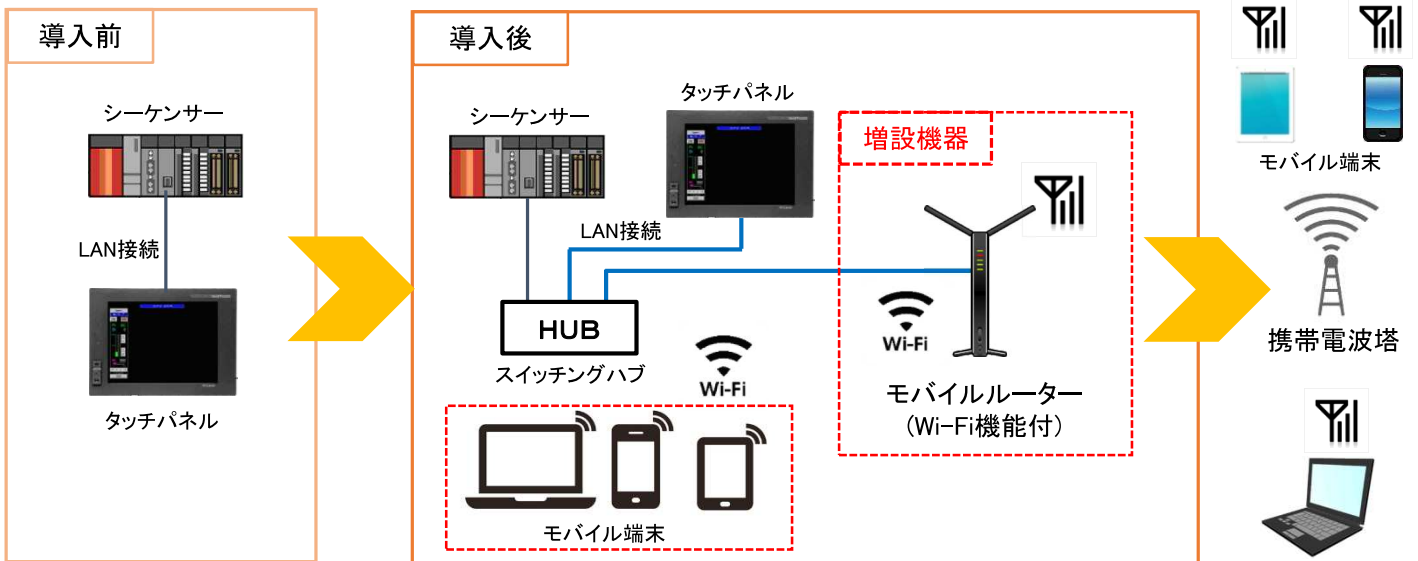 導入前
シーケンサー
LAN接続
タッチパネル
導入後
シーケンサー
タッチパネル
LAN接続
HUB
スイッチングハブ
Wi-Fi
モバイル端末
増設機器
Wi-Fi
モバイルルーター
(Wi-Fi機能付)
モバイル端末
携帯電波塔